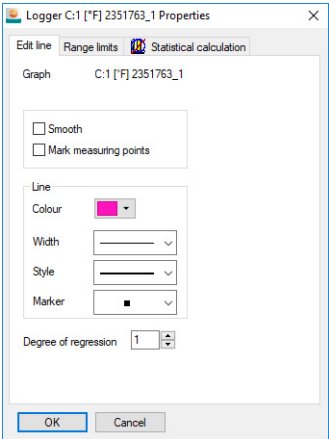 Logger C:1 [°F] 2351763_1 Properties
Edit line
Range limits
Statistical calculation
Graph C:1 [°F] 2351763_1
Smooth
Mark measuring points
Line
Colour
Width
Style
Marker
Degree of regression 1
OK
Cancel